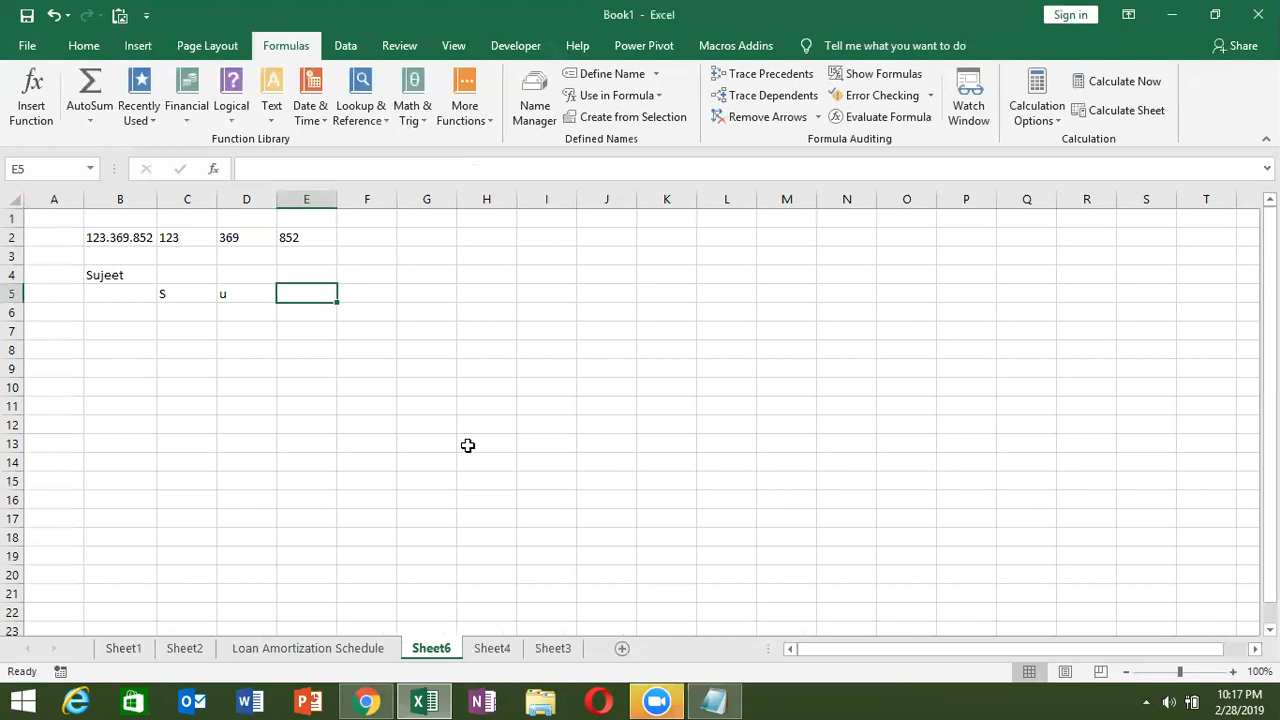 Book1 - Excel
Sign in
File Home Insert Page Layout Formulas Data Review View Developer Help Power Pivot Macros Addins Tell me what you want to do Share
Insert Function
AutoSum
Recently Used
Financial
Logical
Text
Date & Time
Lookup & Reference
Math & Trig
More Functions
Function Library
Name Manager
Define Name
Use in Formula
Create from Selection
Defined Names
Trace Precedents
Trace Dependents
Remove Arrows
Show Formulas
Error Checking
Evaluate Formula
Watch Window
Formula Auditing
Calculation Options
Calculate Now
Calculate Sheet
Calculation
E5 fx
A B C D E F G H I J K L M N O P Q R S T
1
2 123.369.852 123 369 852
3
4 Sujeet
5 S u
6
7
8
9
10
11
12
13
14
15
16
17
18
19
20
21
22
23
Sheet1 Sheet2 Loan Amortization Schedule Sheet6 Sheet4 Sheet3
Ready 100%
10:17 PM
2/28/2019